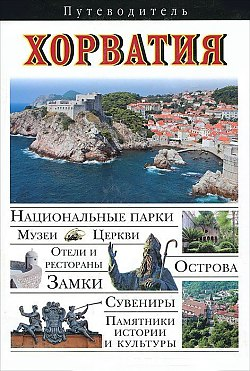 Путеводитель
ХОРВАТИЯ
НАЦИОНАЛЬНЫЕ ПАРКИ
МУЗЕИ ЦЕРКВИ
ОТЕЛИ И
РЕСТОРАНЫ
ОСТРОВА
ЗАМКИ
СУВЕНИРЫ
ПАМЯТНИКИ
ИСТОРИИ
И КУЛЬТУРЫ